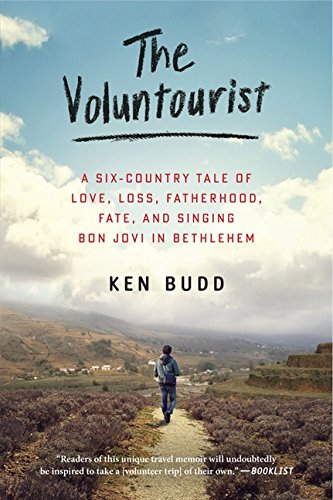 The
Voluntourist
A SIX-COUNTRY TALE OF
LOVE, LOSS, FATHERHOOD,
FATE, AND SINGING
BON JOVI IN BETHLEHEM
KEN BUDD
"Readers of this unique travel memoir will undoubtedly
be inspired to take a [volunteer trip] of their own."—BOOKLIST